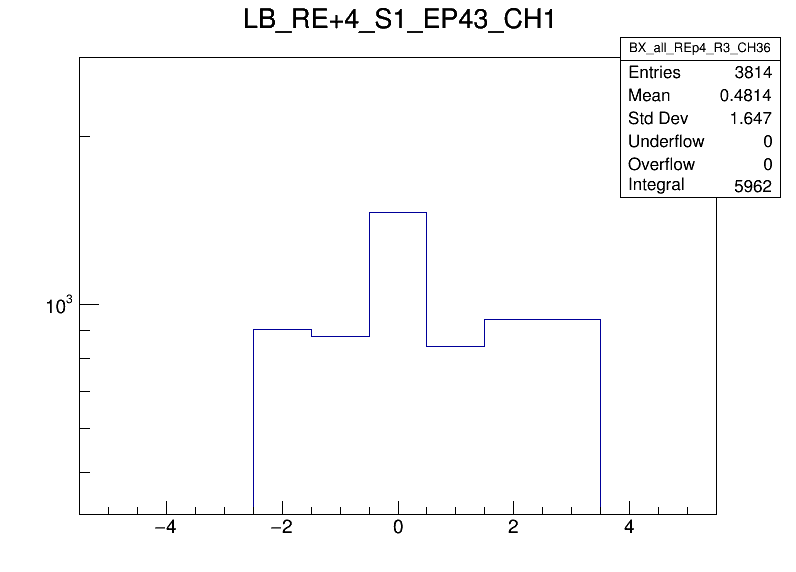 LB_RE+4_S1_EP43_CH1
BX_all_REp4_R3_CH36
Entries 3814
Mean 0.4814
Std Dev 1.647
Underflow 0
Overflow 0
Integral 5962
10³
−4 −2 0 2 4